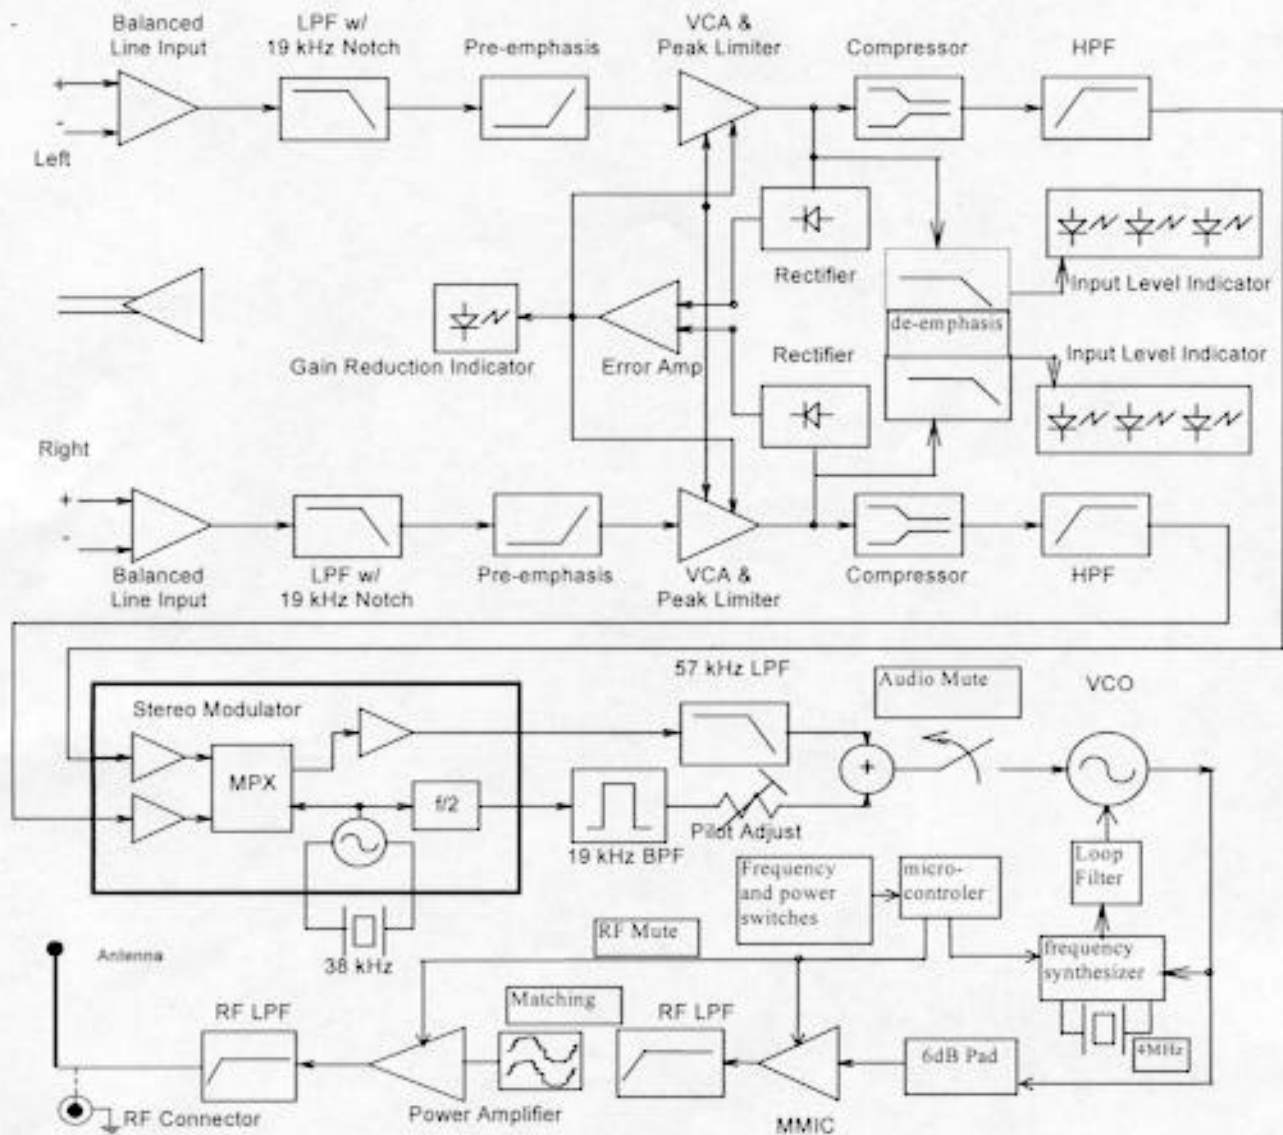 Balanced
Line Input
LPF w/
19 kHz Notch
Pre-emphasis
VCA &
Peak Limiter
Compressor
HPF
+
-
Left
Rectifier
Input Level Indicator
de-emphasis
Gain Reduction Indicator
Error Amp
Rectifier
Input Level Indicator
Right
+
-
Balanced
Line Input
LPF w/
19 kHz Notch
Pre-emphasis
VCA &
Peak Limiter
Compressor
HPF
57 kHz LPF
Audio Mute
VCO
Stereo Modulator
MPX
f/2
+
19 kHz BPF
Pilot Adjust
Loop
Filter
Frequency
and power
switches
micro-
controler
RF Mute
38 kHz
frequency
synthesizer
Antenna
RF LPF
Matching
RF LPF
6dB Pad
4MHz
RF Connector
Power Amplifier
MMIC